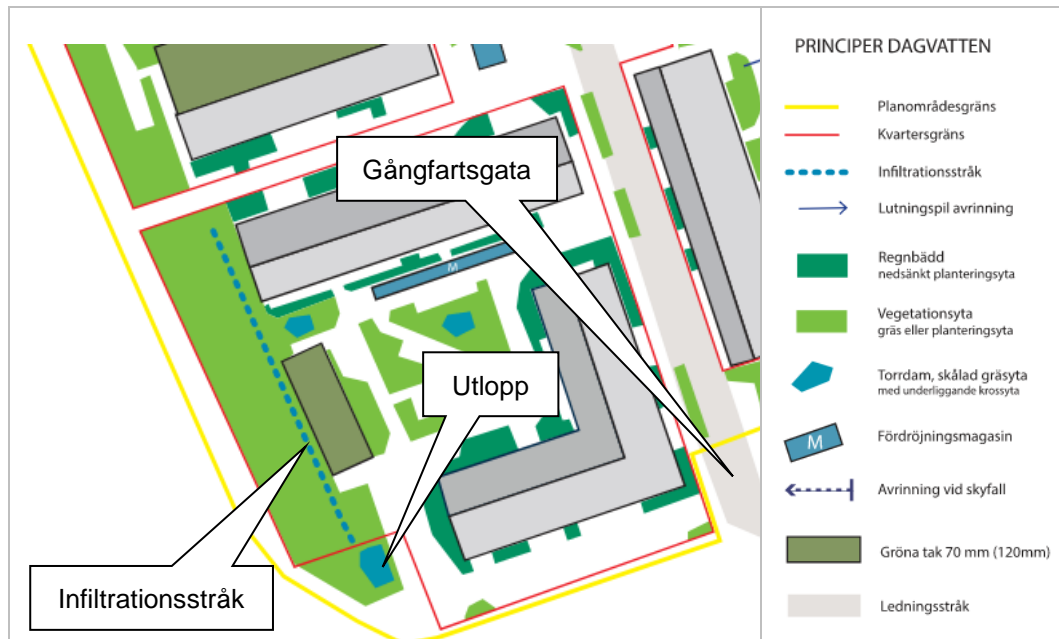 Gångfartsgata
M
Utlopp
Infiltrationsstråk
PRINCIPER DAGVATTEN
Planområdesgräns
Kvartersgräns
Infiltrationsstråk
Lutningspil avrinning
Regnbädd
nedsänkt planteringsyta
Vegetationsyta
gräs eller planteringsyta
Torrdam, skålad gräsyta
med underliggande krossyta
M
Fördröjningsmagasin
Avrinning vid skyfall
Gröna tak 70 mm (120mm)
Ledningsstråk